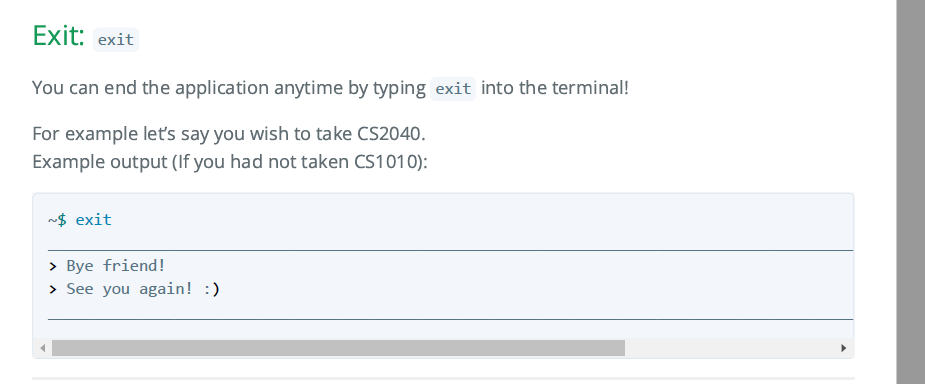 Exit: exit
You can end the application anytime by typing exit into the terminal!
For example let's say you wish to take CS2040.
Example output (If you had not taken CS1010):
~$ exit
> Bye friend!
> See you again! :)